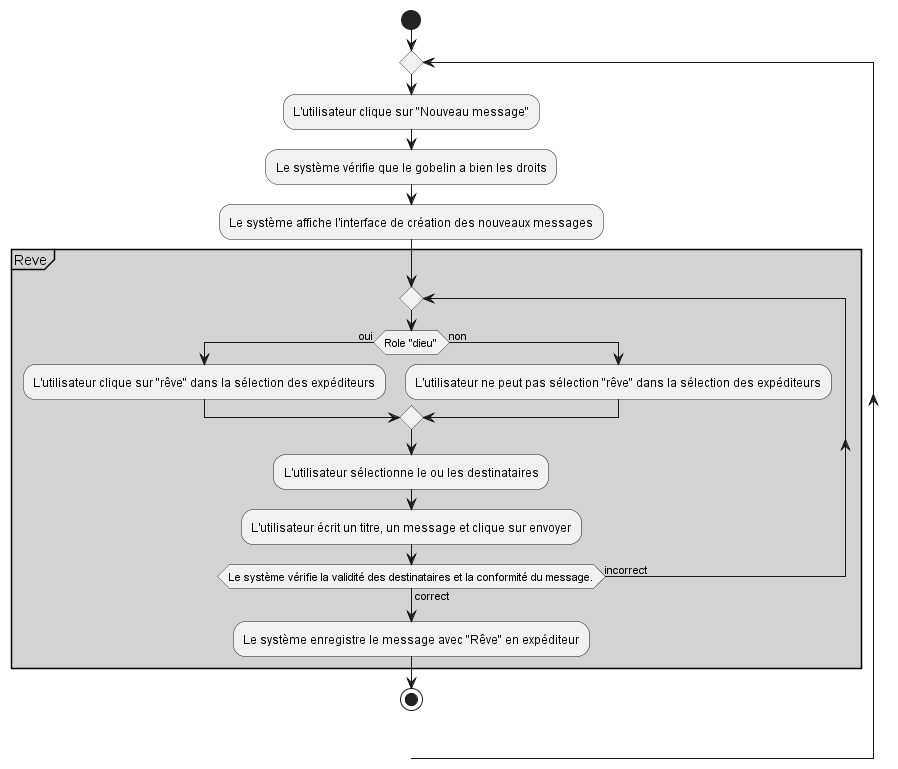 L'utilisateur clique sur "Nouveau message"
Le système vérifie que le gobelin a bien les droits
Le système affiche l'interface de création des nouveaux messages
Reve
oui
Role "dieu"
non
L'utilisateur clique sur "rêve" dans la sélection des expéditeurs
L'utilisateur ne peut pas sélection "rêve" dans la sélection des expéditeurs
L'utilisateur sélectionne le ou les destinataires
L'utilisateur écrit un titre, un message et clique sur envoyer
Le système vérifie la validité des destinataires et la conformité du message.
incorrect
correct
Le système enregistre le message avec "Rêve" en expéditeur